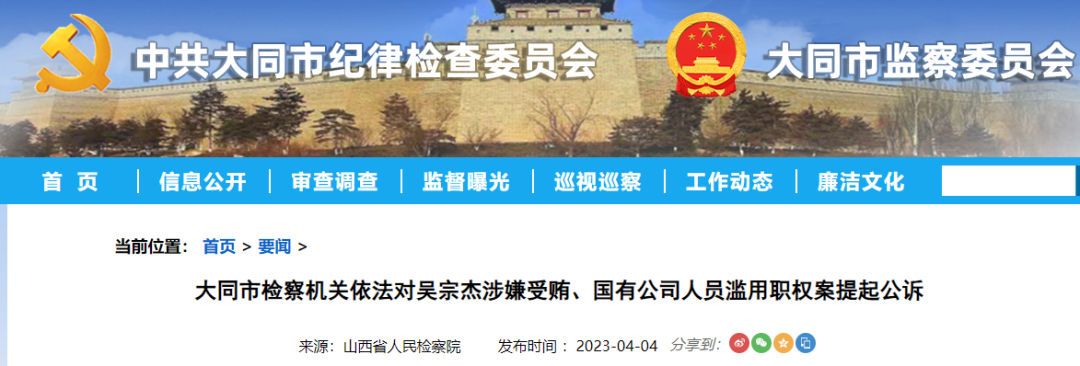 中共大同市纪律检查委员会 大同市监察委员会
首 页 信息公开 审查调查 监督曝光 巡视巡察 工作动态 廉洁文化
当前位置： 首页 > 要闻 >
大同市检察机关依法对吴宗杰涉嫌受贿、国有公司人员滥用职权案提起公诉
来源：山西省人民检察院 发布时间 ：2023-04-04 分享到: